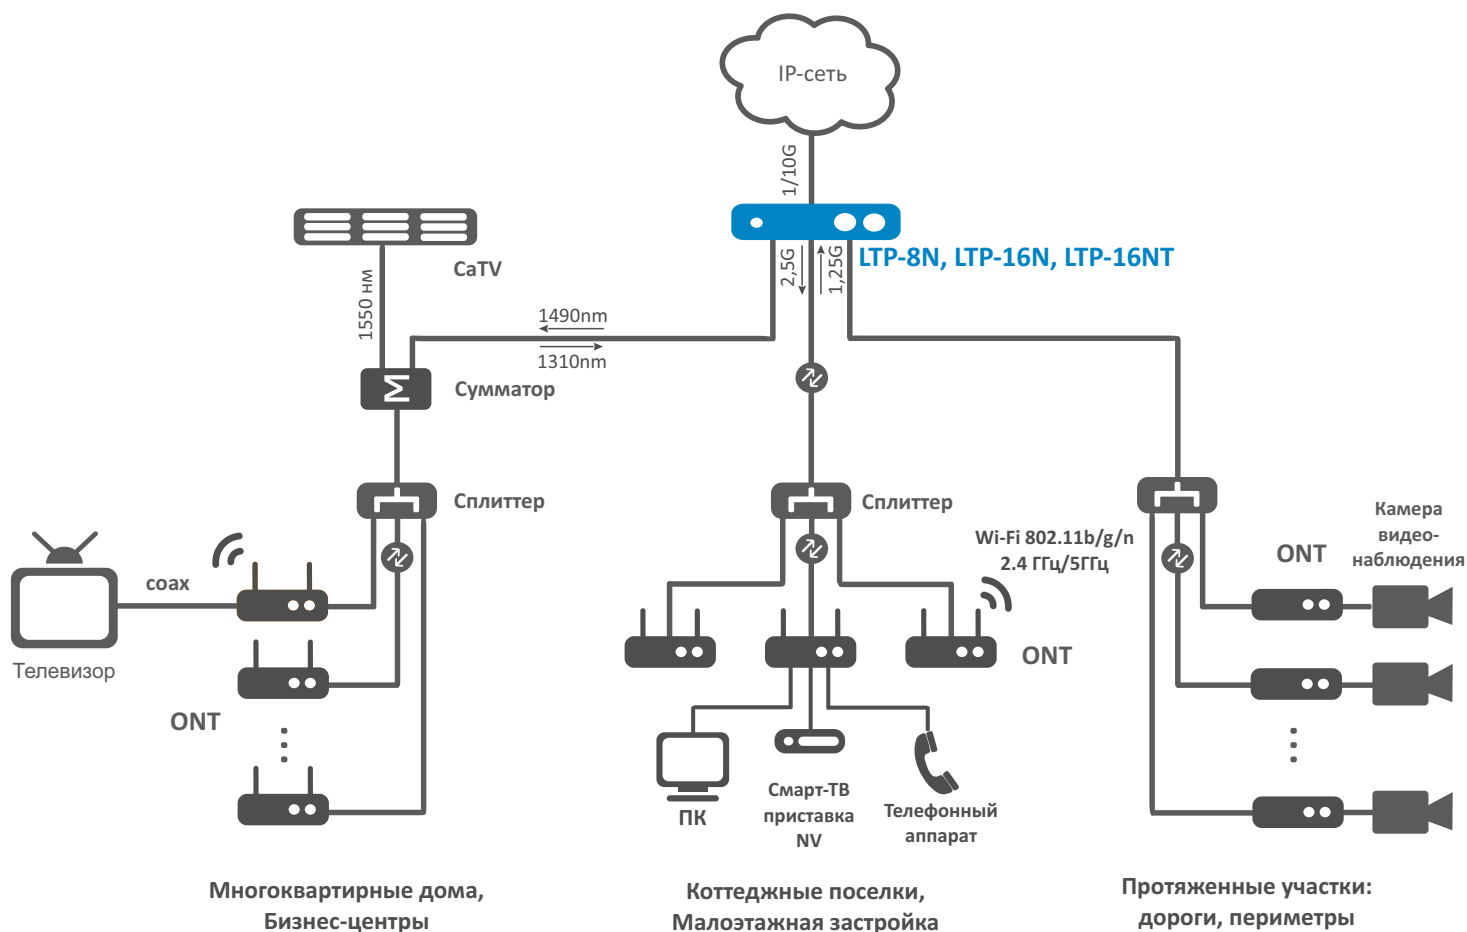 IP-сеть
1/10G
LTP-8N, LTP-16N, LTP-16NT
2,5G
1,25G
CaTV
1550 нм
1490nm
1310nm
Сумматор
Сплиттер
Сплиттер
Wi-Fi 802.11b/g/n
2.4 ГГц/5ГГц
ONT
Камера
видео-
наблюдения
coax
Телевизор
ONT
ONT
ПК
Смарт-ТВ
приставка
NV
Телефонный
аппарат
Многоквартирные дома,
Бизнес-центры
Коттеджные поселки,
Малоэтажная застройка
Протяженные участки:
дороги, периметры